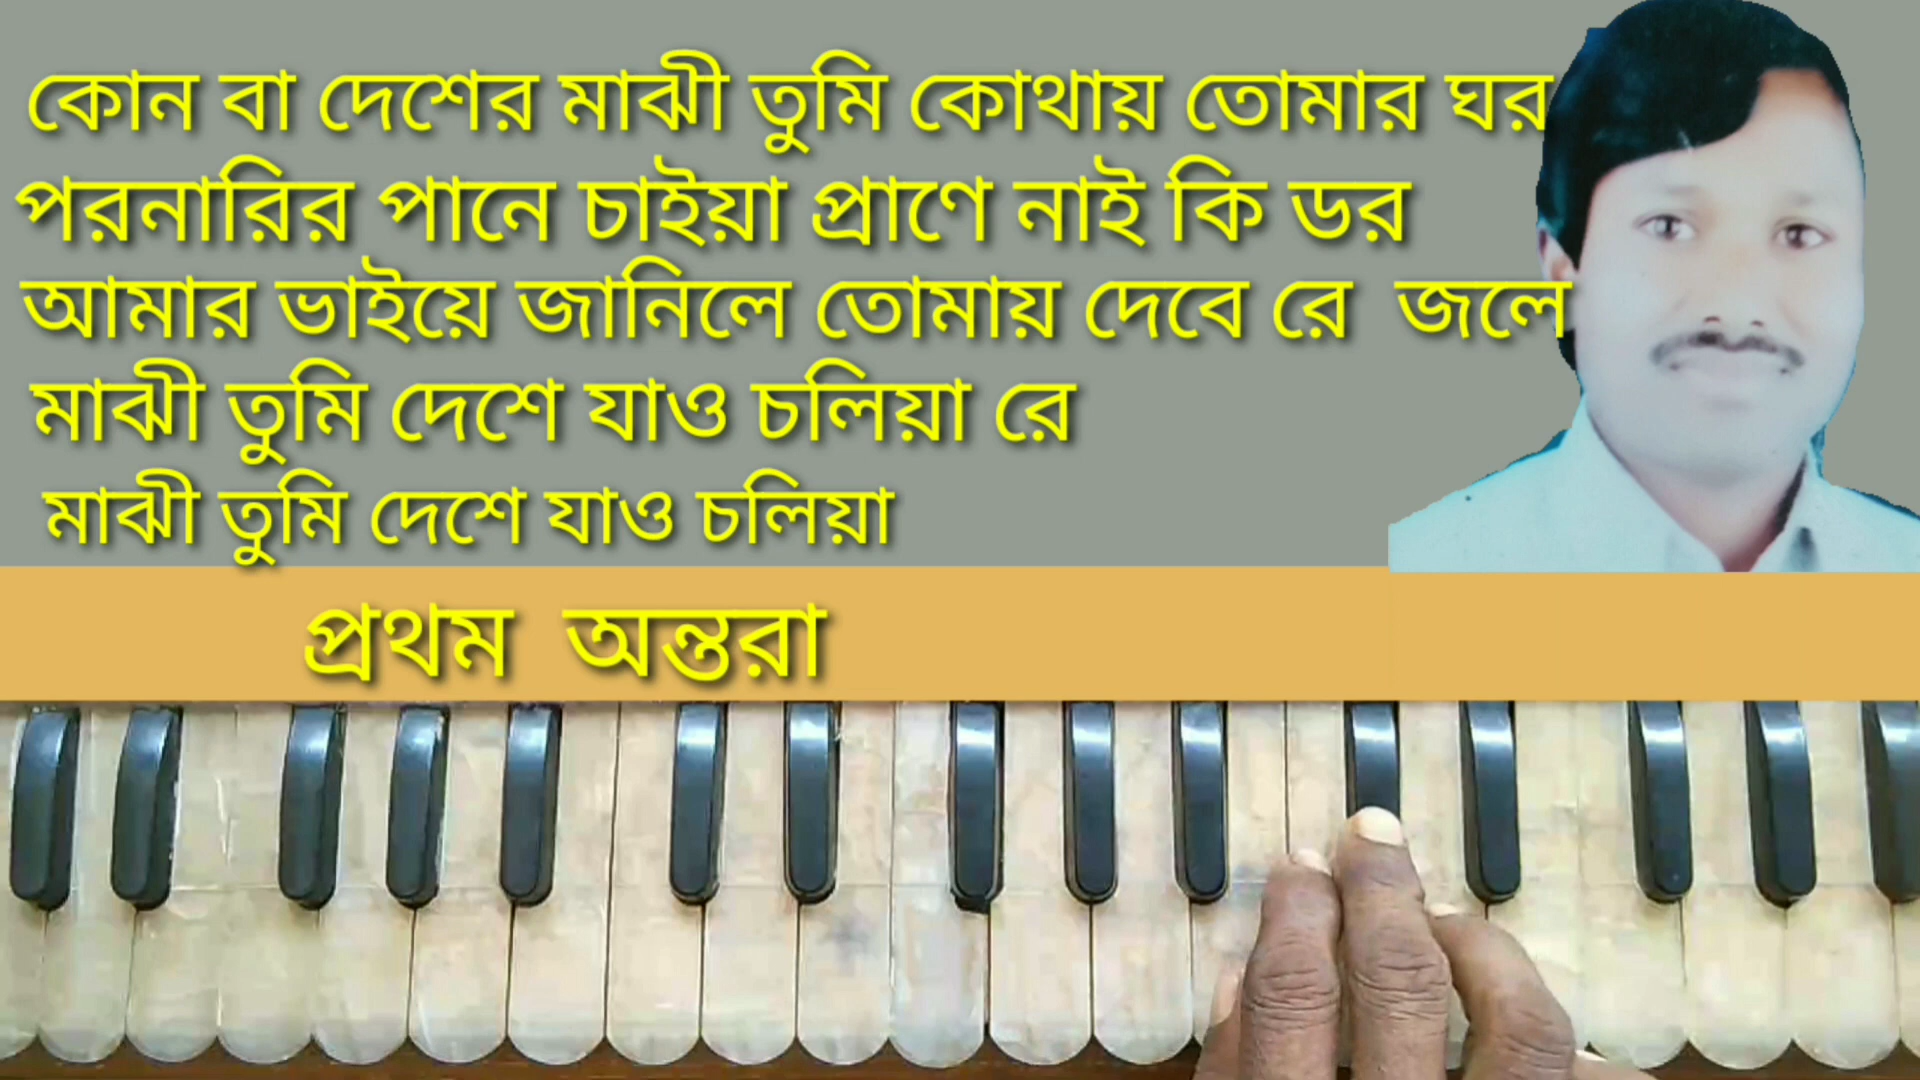 কোন বা দেশের মাঝী তুমি কোথায় তোমার ঘর
পরনারির পানে চাইয়া প্রাণে নাই কি ডর
আমার ভাইয়ে জানিলে তোমায় দেবে রে জলে
মাঝী তুমি দেশে যাও চলিয়া রে
মাঝী তুমি দেশে যাও চলিয়া
প্রথম অন্তরা